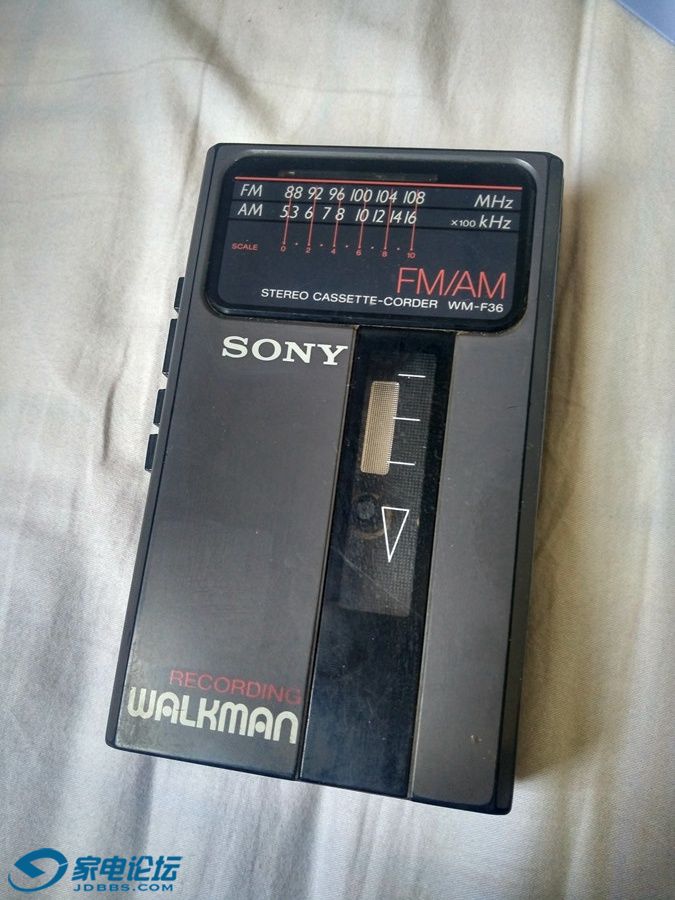 FM 88 92 96 100 104 108 MHz
AM 53 6 7 8 10 12 14 16 ×100 kHz
SCALE 0 · 2 · 4 · 6 · 8 · 10
FM/AM
STEREO CASSETTE-CORDER WM-F36
SONY
RECORDING
WALKMAN
家电论坛
JDBBS.COM